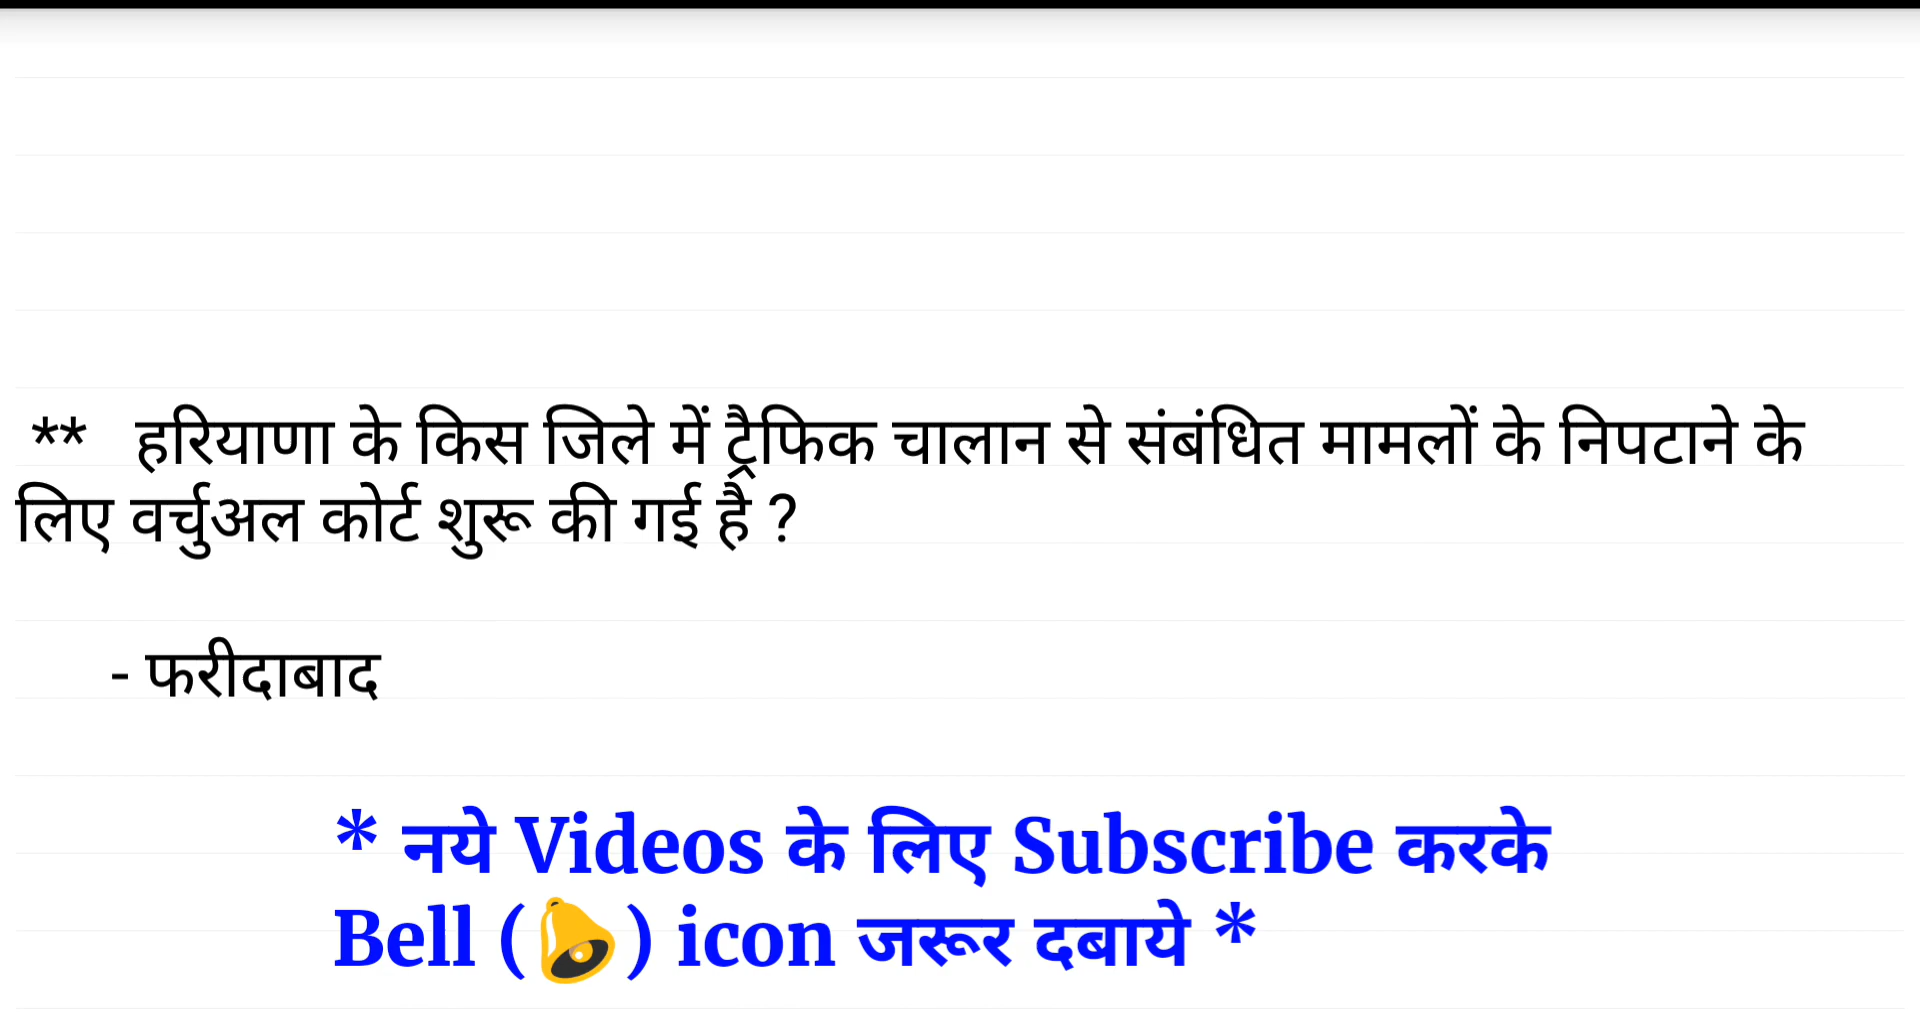 ** हरियाणा के किस जिले में ट्रैफिक चालान से संबंधित मामलों के निपटाने के
लिए वर्चुअल कोर्ट शुरू की गई है ?
- फरीदाबाद
* नये Videos के लिए Subscribe करके
Bell (🔔) icon जरूर दबाये *